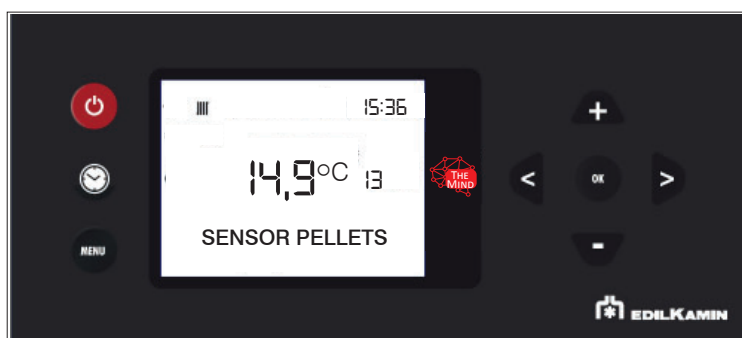 15:36
14,9°C 13
SENSOR PELLETS
THE
MIND
MENU
OK
+
<
>
-
EDILKAMIN